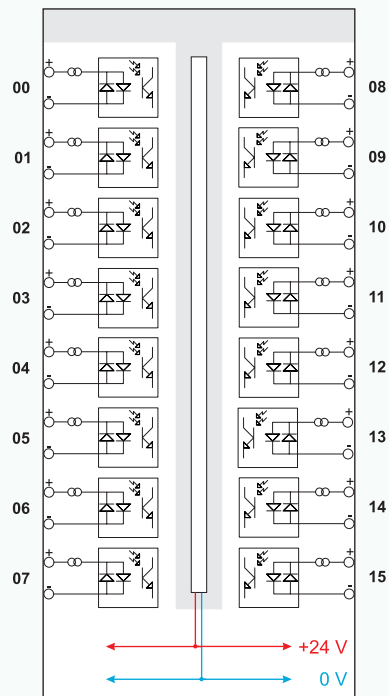 + 00 - + 08 -
+ 01 - + 09 -
+ 02 - + 10 -
+ 03 - + 11 -
+ 04 - + 12 -
+ 05 - + 13 -
+ 06 - + 14 -
+ 07 - + 15 -
+24 V
0 V